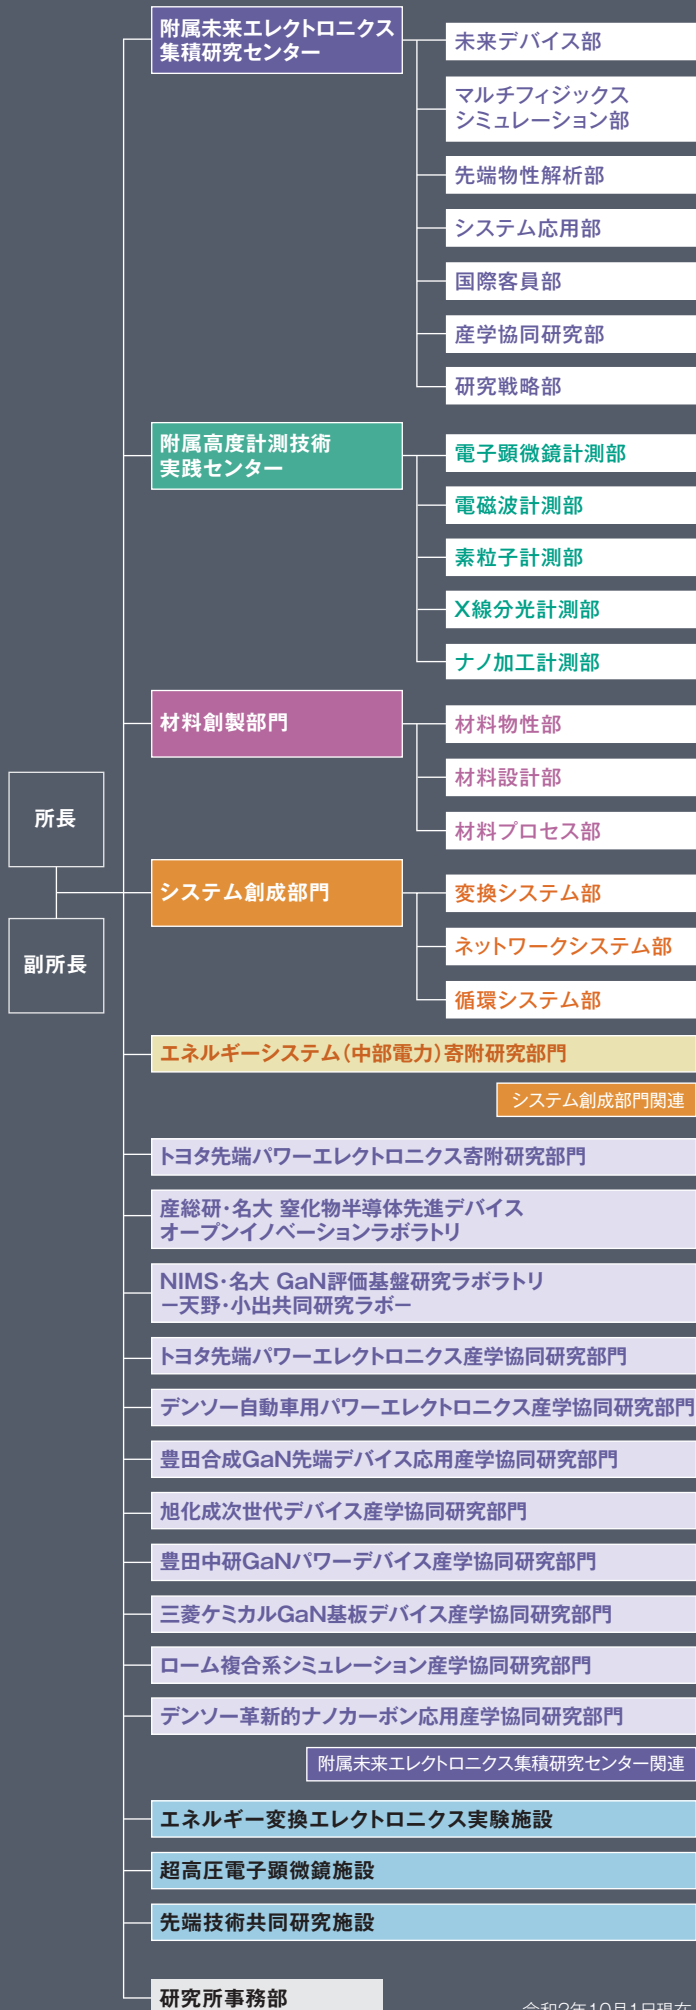 所長
副所長
附属未来エレクトロニクス
集積研究センター
未来デバイス部
マルチフィジックス
シミュレーション部
先端物性解析部
システム応用部
国際客員部
産学協同研究部
研究戦略部
附属高度計測技術
実践センター
電子顕微鏡計測部
電磁波計測部
素粒子計測部
X線分光計測部
ナノ加工計測部
材料創製部門
材料物性部
材料設計部
材料プロセス部
システム創成部門
変換システム部
ネットワークシステム部
循環システム部
エネルギーシステム(中部電力)寄附研究部門
システム創成部門関連
トヨタ先端パワーエレクトロニクス寄附研究部門
産総研・名大 窒化物半導体先進デバイス
オープンイノベーションラボラトリ
NIMS・名大 GaN評価基盤研究ラボラトリ
ー天野・小出共同研究ラボー
トヨタ先端パワーエレクトロニクス産学協同研究部門
デンソー自動車用パワーエレクトロニクス産学協同研究部門
豊田合成GaN先端デバイス応用産学協同研究部門
旭化成次世代デバイス産学協同研究部門
豊田中研GaNパワーデバイス産学協同研究部門
三菱ケミカルGaN基板デバイス産学協同研究部門
ローム複合系シミュレーション産学協同研究部門
デンソー革新的ナノカーボン応用産学協同研究部門
附属未来エレクトロニクス集積研究センター関連
エネルギー変換エレクトロニクス実験施設
超高圧電子顕微鏡施設
先端技術共同研究施設
研究所事務部
令和2年10月1日現在